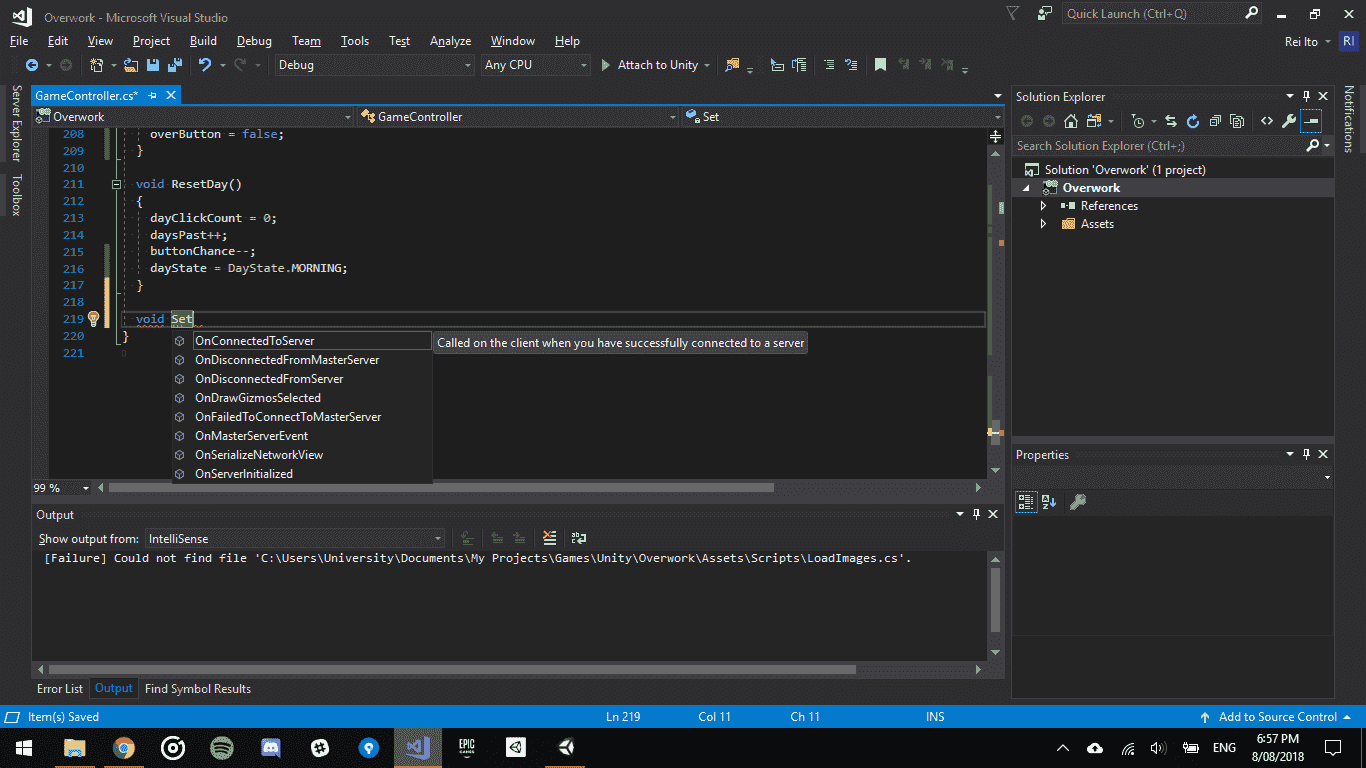 Overwork - Microsoft Visual Studio
Quick Launch (Ctrl+Q)
File Edit View Project Build Debug Team Tools Test Analyze Window Help
Rei Ito RI
Debug Any CPU Attach to Unity
Server Explorer
Toolbox
GameController.cs*
Overwork GameController Set
208 overButton = false;
209 }
210
211 void ResetDay()
212 {
213 dayClickCount = 0;
214 daysPast++;
215 buttonChance--;
216 dayState = DayState.MORNING;
217 }
218
219 void Set
220 }
221
OnConnectedToServer
Called on the client when you have successfully connected to a server
OnDisconnectedFromMasterServer
OnDisconnectedFromServer
OnDrawGizmosSelected
OnFailedToConnectToMasterServer
OnMasterServerEvent
OnSerializeNetworkView
OnServerInitialized
99 %
Output
Show output from: IntelliSense
[Failure] Could not find file 'C:\Users\University\Documents\My Projects\Games\Unity\Overwork\Assets\Scripts\LoadImages.cs'.
Error List Output Find Symbol Results
Solution Explorer
Search Solution Explorer (Ctrl+;)
Solution 'Overwork' (1 project)
Overwork
References
Assets
Properties
Notifications
Item(s) Saved Ln 219 Col 11 Ch 11 INS Add to Source Control
EPIC GAMES
ENG
6:57 PM
8/08/2018